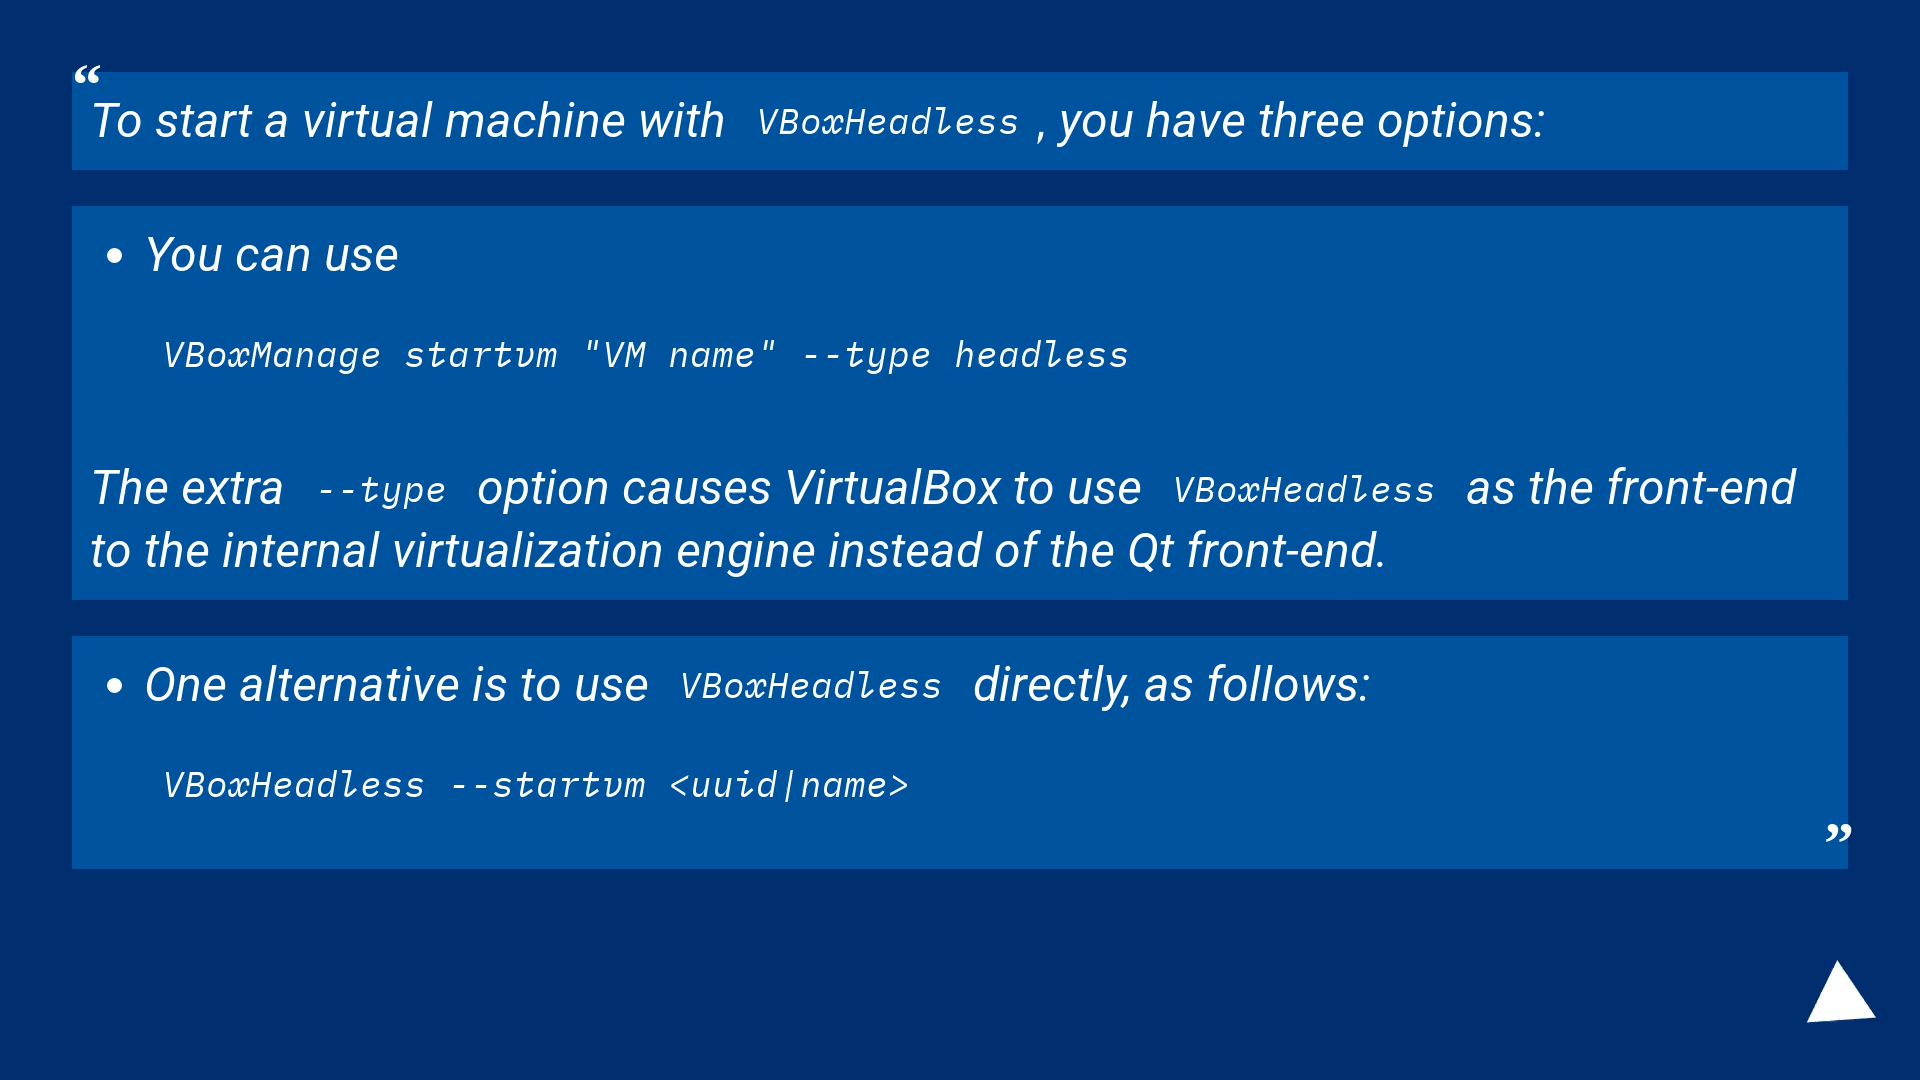 “
To start a virtual machine with VBoxHeadless , you have three options:
• You can use
VBoxManage startvm "VM name" --type headless
The extra --type option causes VirtualBox to use VBoxHeadless as the front-end
to the internal virtualization engine instead of the Qt front-end.
• One alternative is to use VBoxHeadless directly, as follows:
VBoxHeadless --startvm <uuid|name>
”